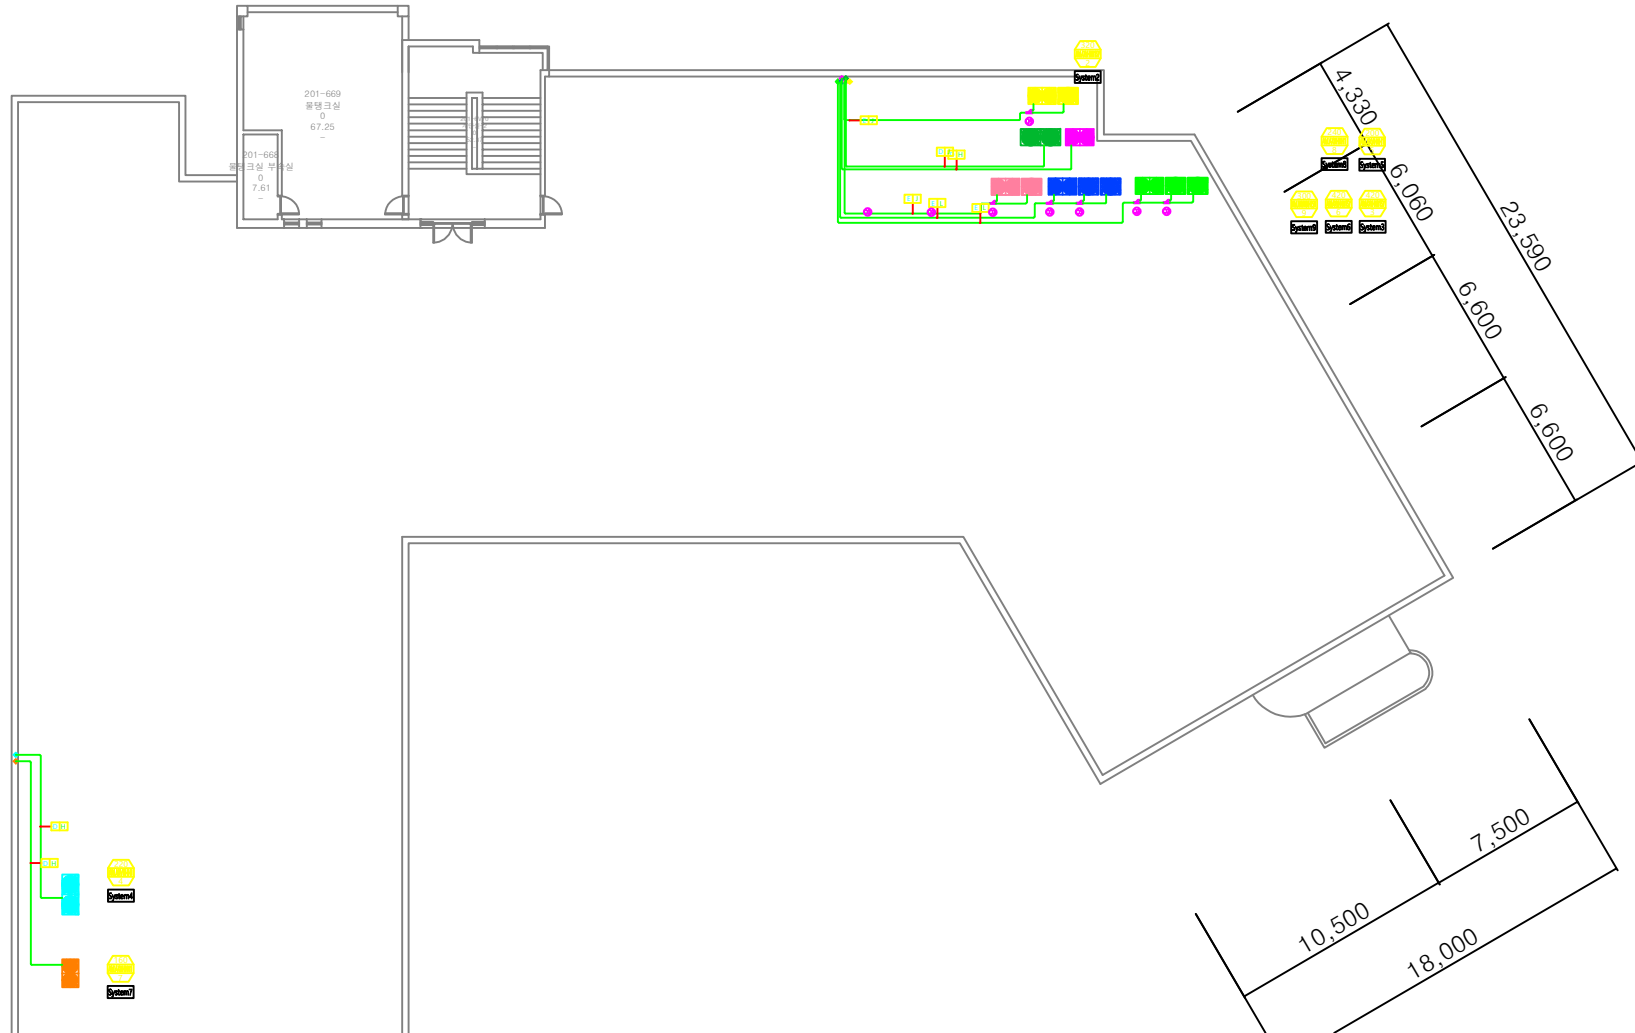 201-669
물탱크실
0
67.25
-
201-668
물탱크실 부속실
0
7.61
-
System2
4,330
System8
System5
6,060
System9
System6
System3
23,590
6,600
6,600
System4
System7
7,500
10,500
18,000